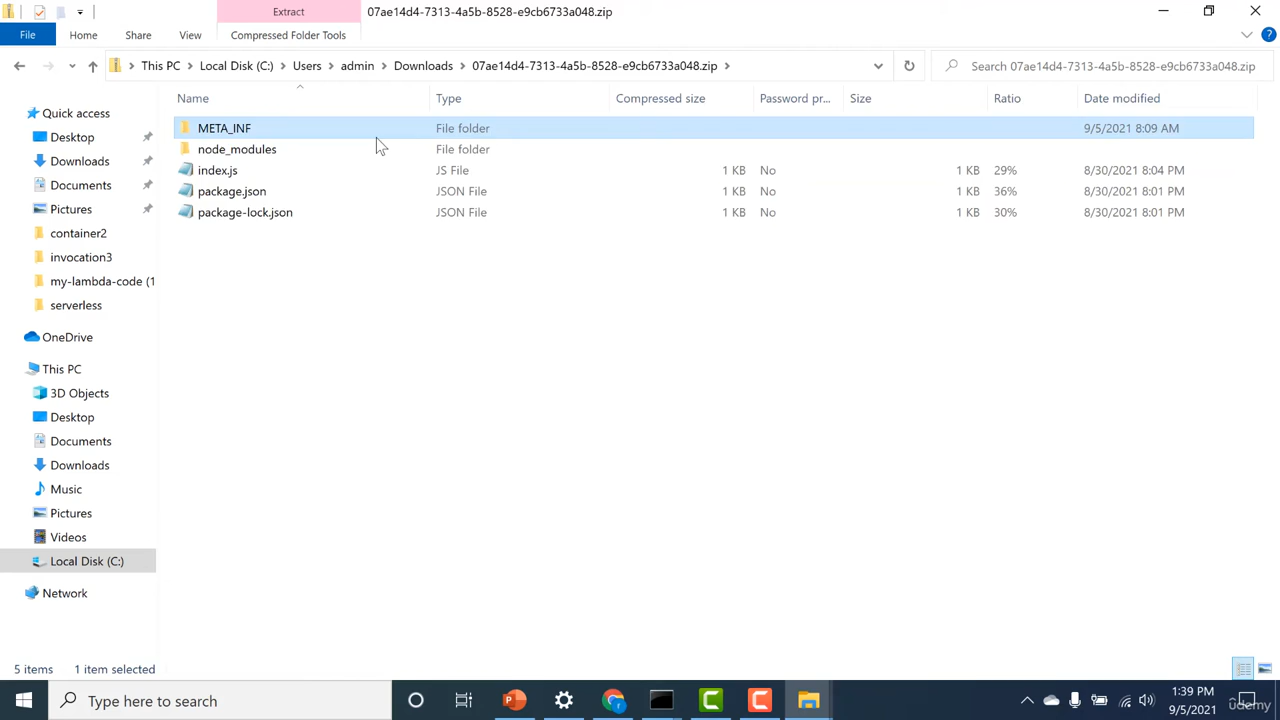 Extract
07ae14d4-7313-4a5b-8528-e9cb6733a048.zip
File
Home
Share
View
Compressed Folder Tools
This PC > Local Disk (C:) > Users > admin > Downloads > 07ae14d4-7313-4a5b-8528-e9cb6733a048.zip >
Search 07ae14d4-7313-4a5b-8528-e9cb6733a048.zip
Name Type Compressed size Password pr... Size Ratio Date modified
META_INF File folder 9/5/2021 8:09 AM
node_modules File folder
index.js JS File 1 KB No 1 KB 29% 8/30/2021 8:04 PM
package.json JSON File 1 KB No 1 KB 36% 8/30/2021 8:01 PM
package-lock.json JSON File 1 KB No 1 KB 30% 8/30/2021 8:01 PM
Quick access
Desktop
Downloads
Documents
Pictures
container2
invocation3
my-lambda-code (1
serverless
OneDrive
This PC
3D Objects
Desktop
Documents
Downloads
Music
Pictures
Videos
Local Disk (C:)
Network
5 items 1 item selected
Type here to search
1:39 PM
9/5/2021
udemy